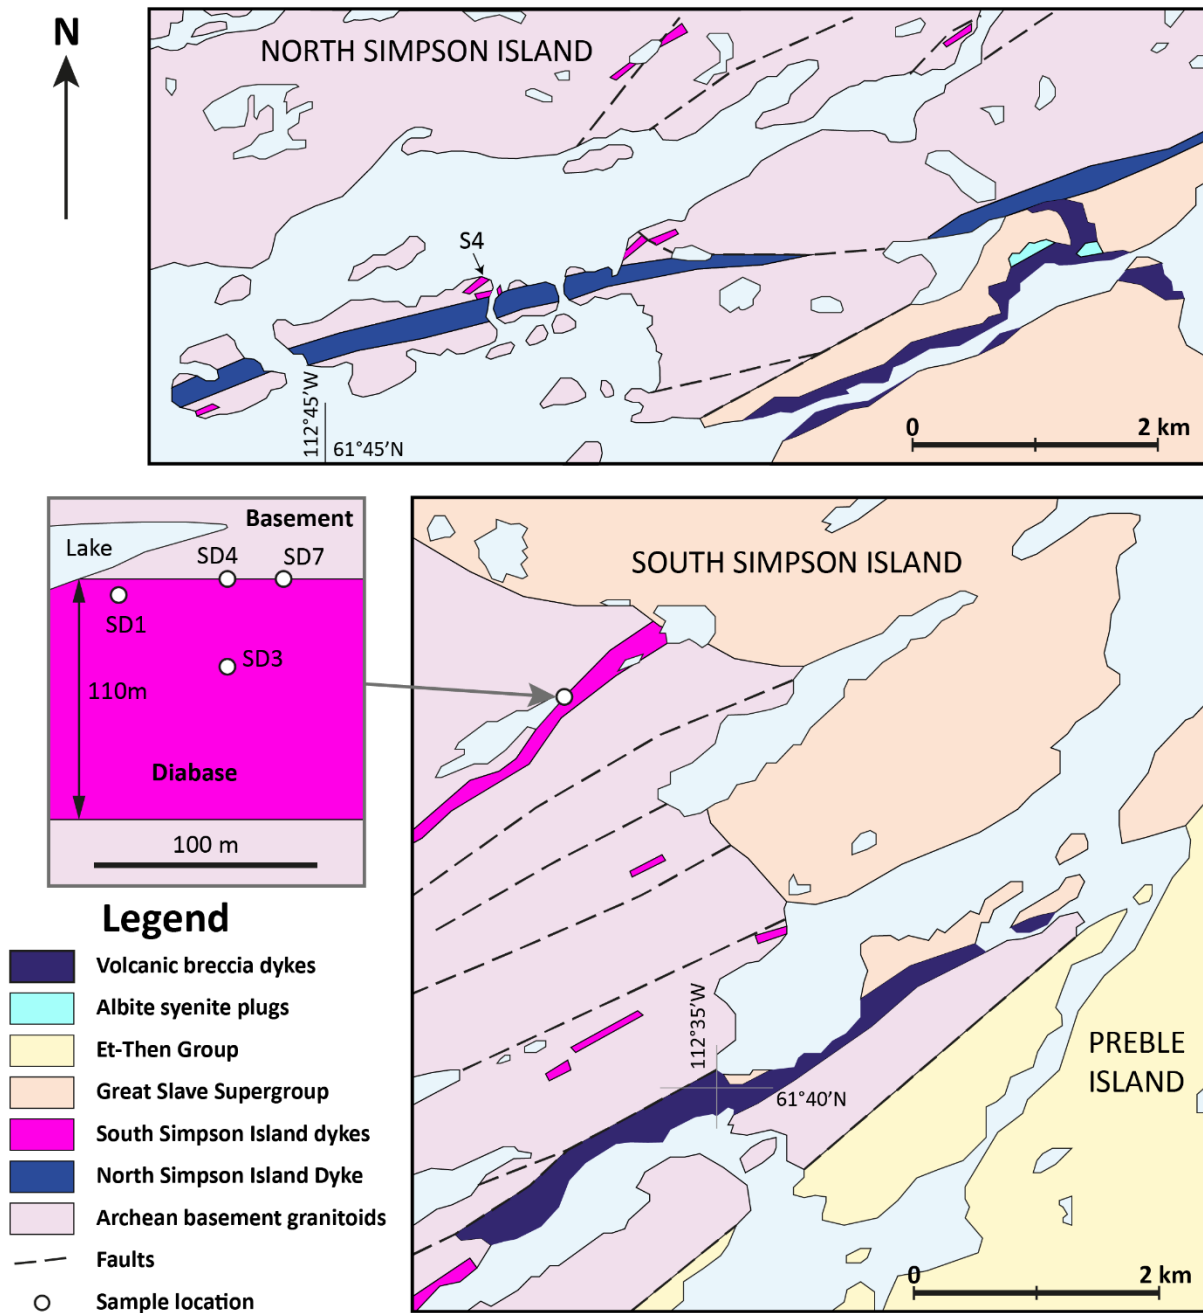 N
NORTH SIMPSON ISLAND
S4
112°45’W
61°45’N
0
2 km
Basement
Lake
SD4
SD7
SD1
SD3
110m
Diabase
100 m
SOUTH SIMPSON ISLAND
112°35’W
61°40’N
PREBLE
ISLAND
0
2 km
Legend
Volcanic breccia dykes
Albite syenite plugs
Et-Then Group
Great Slave Supergroup
South Simpson Island dykes
North Simpson Island Dyke
Archean basement granitoids
Faults
Sample location